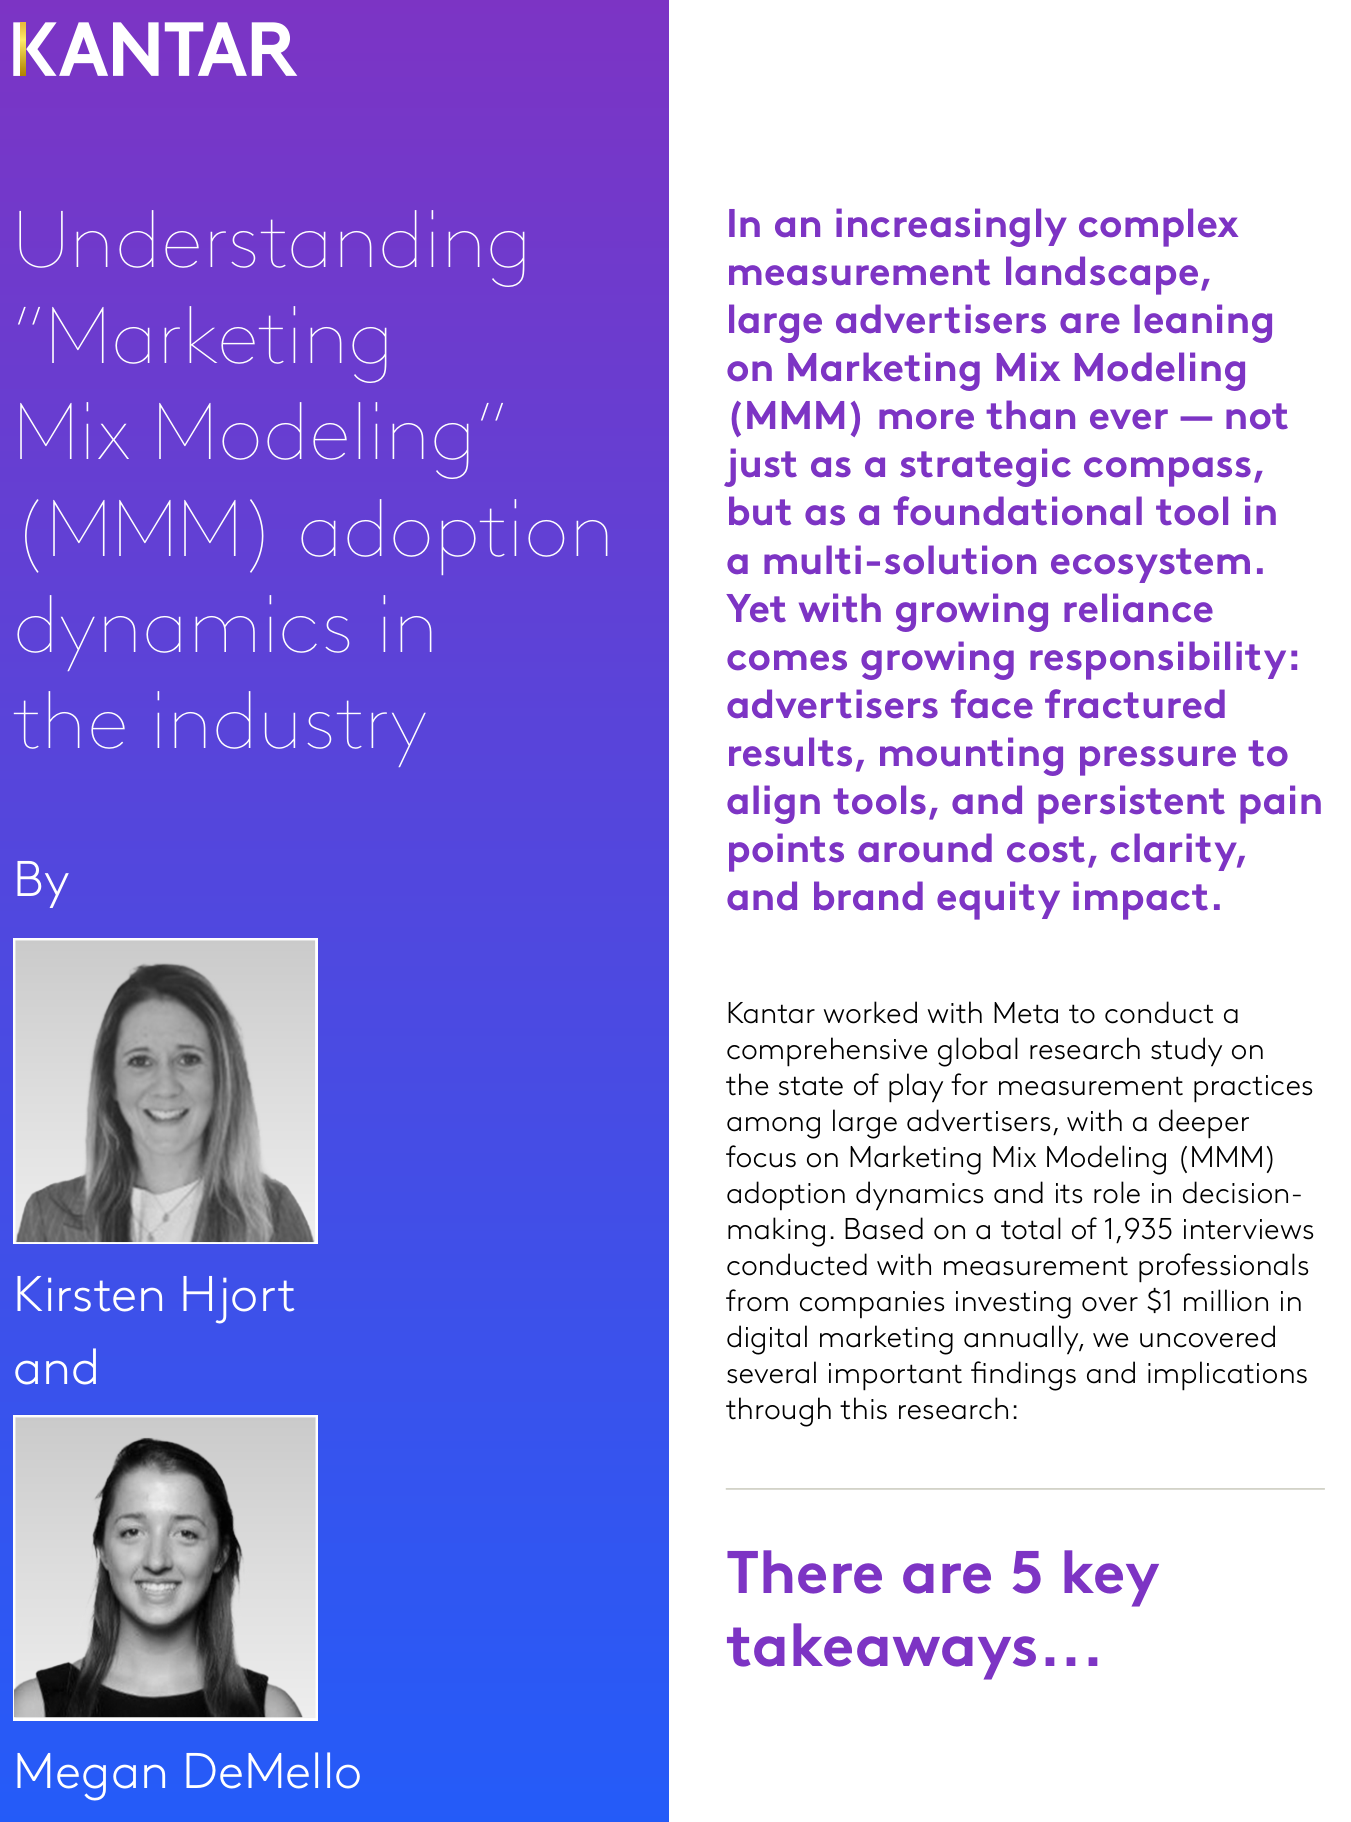 KANTAR
Understanding
“Marketing
Mix Modeling”
(MMM) adoption
dynamics in
the industry
By
Kirsten Hjort
and
Megan DeMello
In an increasingly complex
measurement landscape,
large advertisers are leaning
on Marketing Mix Modeling
(MMM) more than ever — not
just as a strategic compass,
but as a foundational tool in
a multi-solution ecosystem.
Yet with growing reliance
comes growing responsibility:
advertisers face fractured
results, mounting pressure to
align tools, and persistent pain
points around cost, clarity,
and brand equity impact.
Kantar worked with Meta to conduct a
comprehensive global research study on
the state of play for measurement practices
among large advertisers, with a deeper
focus on Marketing Mix Modeling (MMM)
adoption dynamics and its role in decision-
making. Based on a total of 1,935 interviews
conducted with measurement professionals
from companies investing over $1 million in
digital marketing annually, we uncovered
several important findings and implications
through this research:
There are 5 key
takeaways...